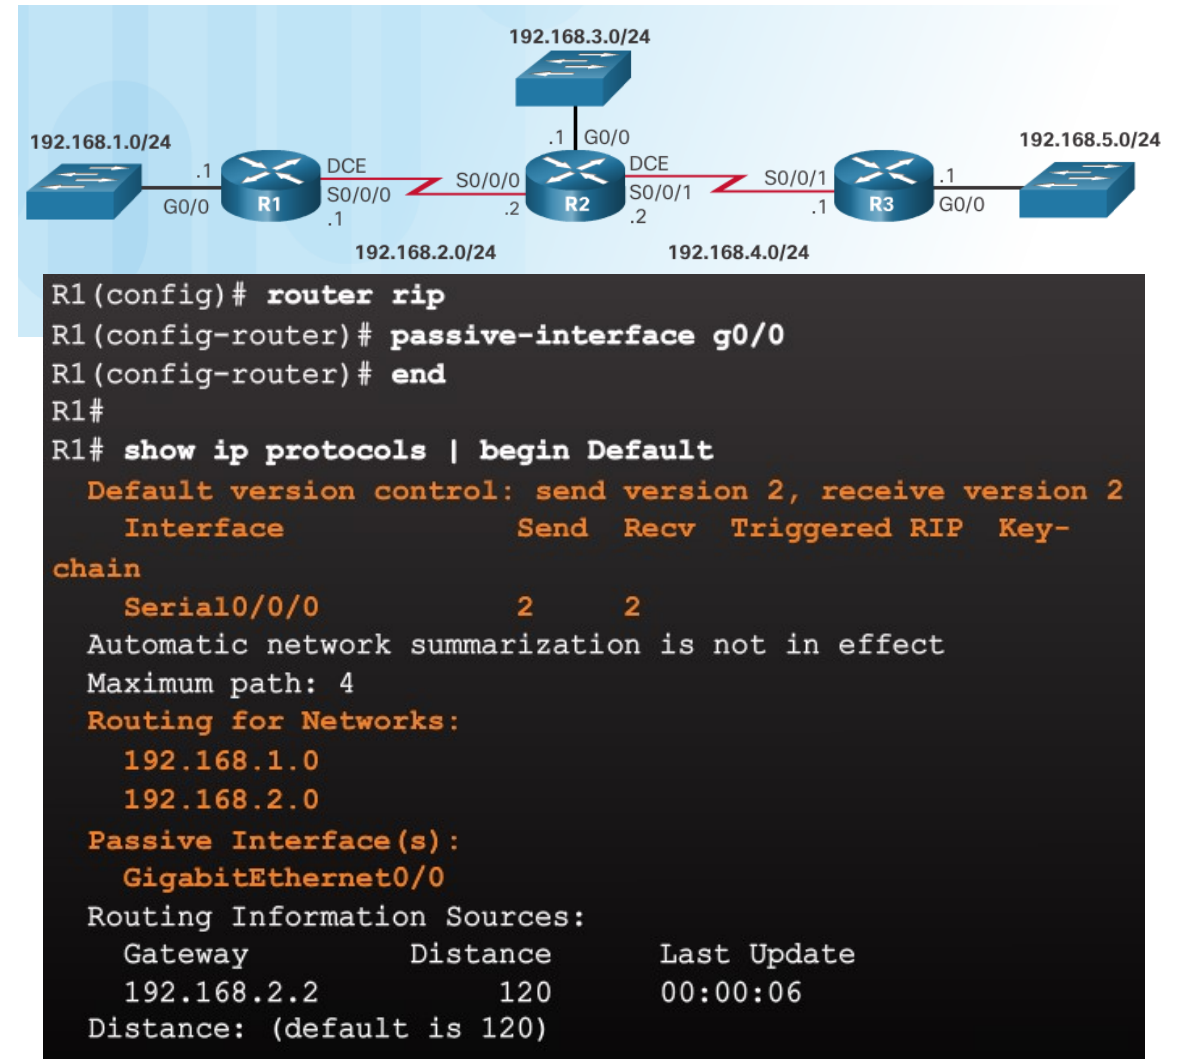 192.168.3.0/24
192.168.1.0/24
192.168.5.0/24
.1 G0/0
.1
G0/0
R1
DCE
S0/0/0
.1
S0/0/0
.2
R2
DCE
S0/0/1
.2
S0/0/1
.1
R3
.1
G0/0
192.168.2.0/24
192.168.4.0/24
R1(config)# router rip
R1(config-router)# passive-interface g0/0
R1(config-router)# end
R1#
R1# show ip protocols | begin Default
Default version control: send version 2, receive version 2
Interface Send Recv Triggered RIP Key-
chain
Serial0/0/0 2 2
Automatic network summarization is not in effect
Maximum path: 4
Routing for Networks:
192.168.1.0
192.168.2.0
Passive Interface(s):
GigabitEthernet0/0
Routing Information Sources:
Gateway Distance Last Update
192.168.2.2 120 00:00:06
Distance: (default is 120)